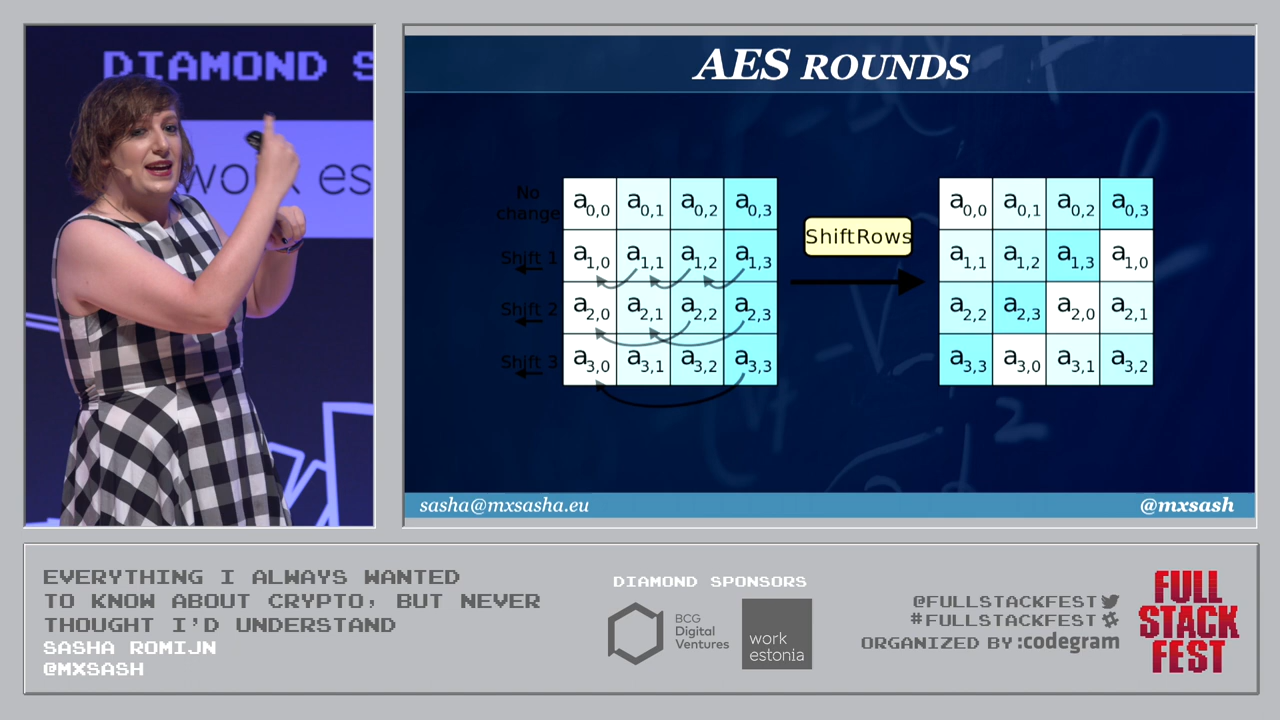 DIAMOND S
work es
AES ROUNDS
No
change
Shift 1
Shift 2
Shift 3
a0,0 a0,1 a0,2 a0,3
a1,0 a1,1 a1,2 a1,3
a2,0 a2,1 a2,2 a2,3
a3,0 a3,1 a3,2 a3,3
ShiftRows
a0,0 a0,1 a0,2 a0,3
a1,1 a1,2 a1,3 a1,0
a2,2 a2,3 a2,0 a2,1
a3,3 a3,0 a3,1 a3,2
sasha@mxsasha.eu
@mxsash
EVERYTHING I ALWAYS WANTED
TO KNOW ABOUT CRYPTO, BUT NEVER
THOUGHT I'D UNDERSTAND
SASHA ROMIJN
@MXSASH
DIAMOND SPONSORS
BCG
Digital
Ventures
work
estonia
@FULLSTACKFEST
#FULLSTACKFEST
ORGANIZED BY :codegram
FULL
STACK
FEST